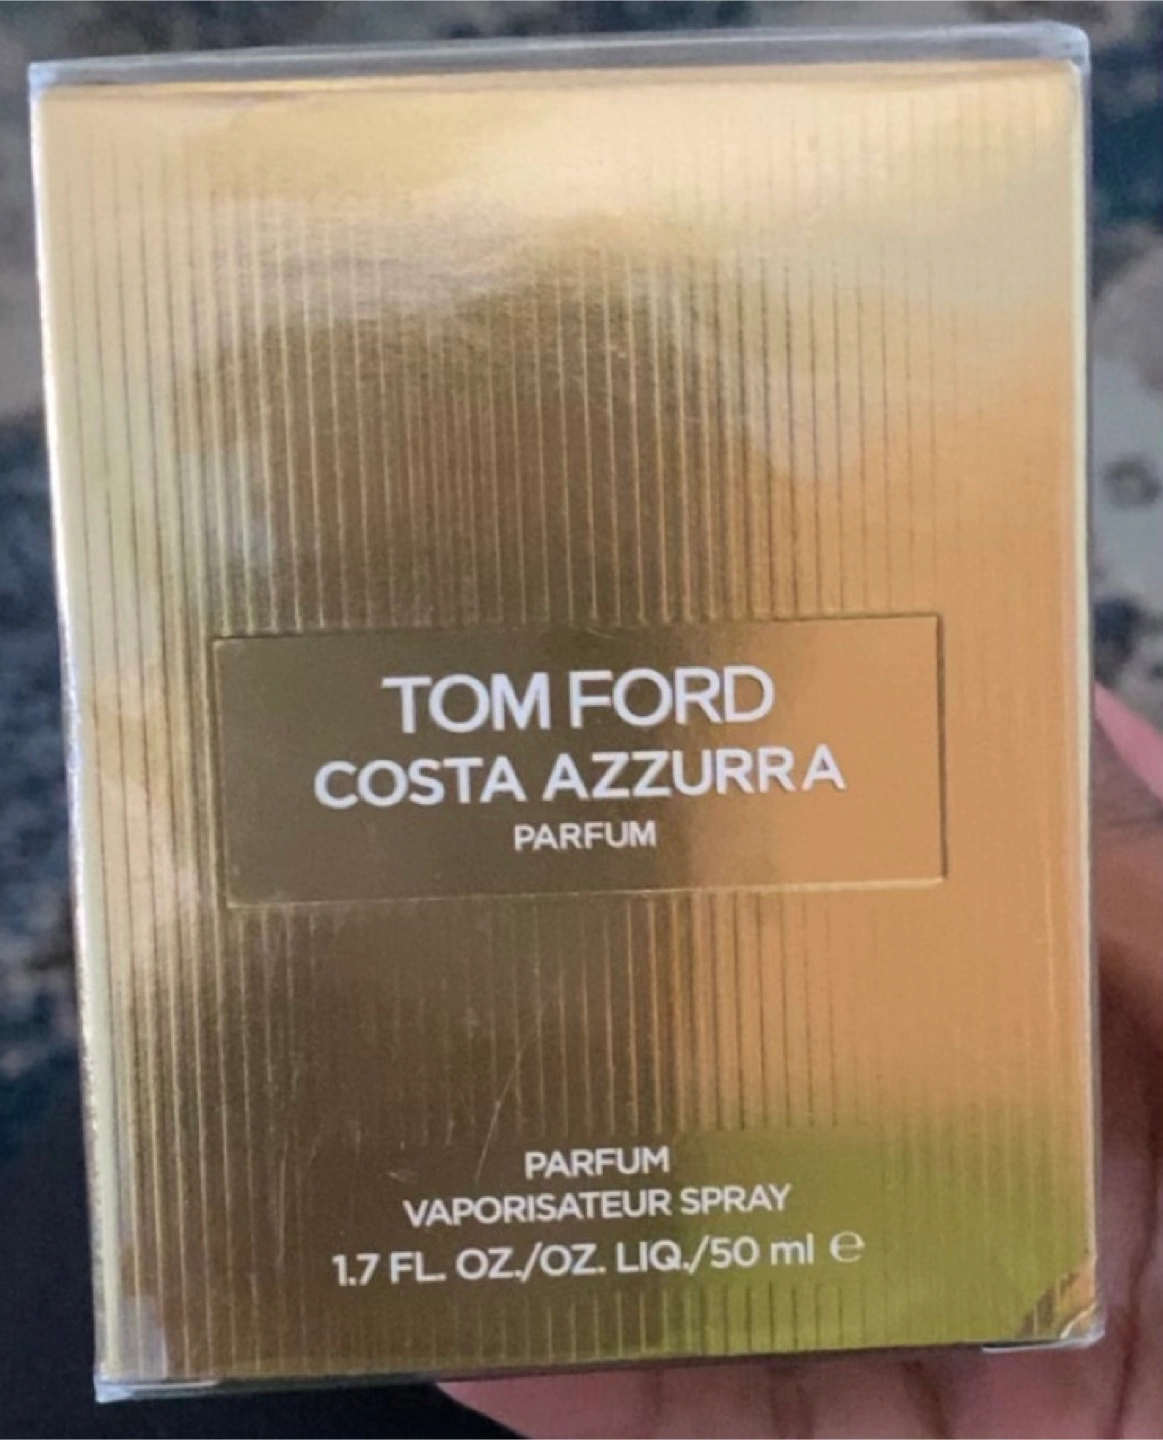 TOM FORD
COSTA AZZURRA
PARFUM
PARFUM
VAPORISATEUR SPRAY
1.7 FL. OZ./OZ. LIQ./50 ml ℮